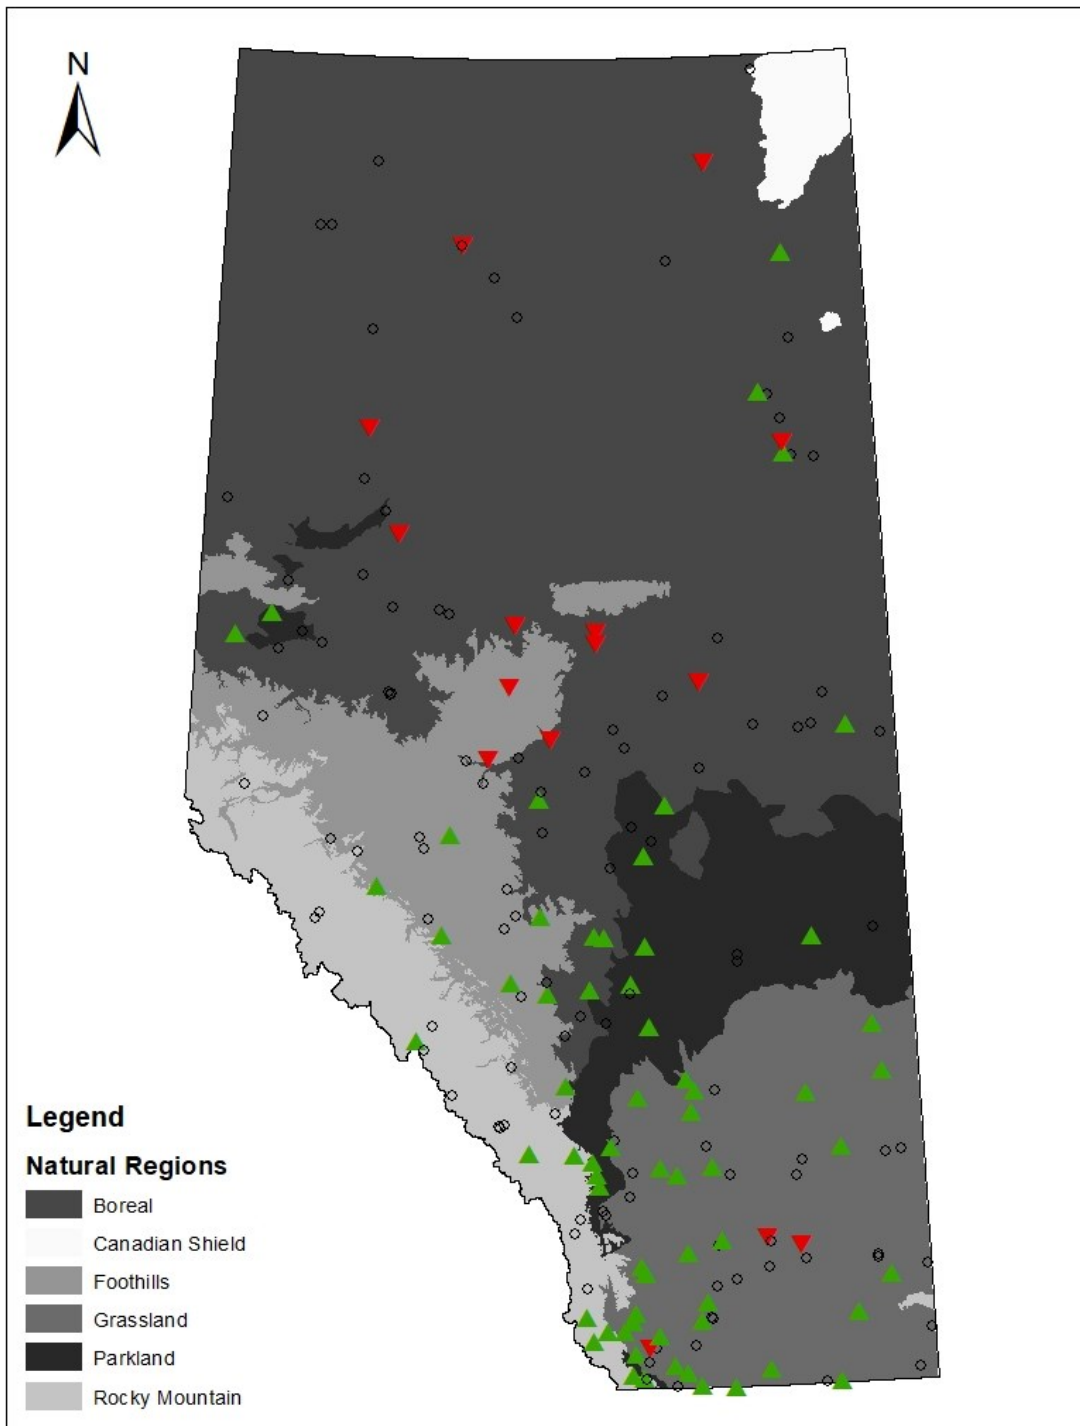 N
Legend
Natural Regions
Boreal
Canadian Shield
Foothills
Grassland
Parkland
Rocky Mountain